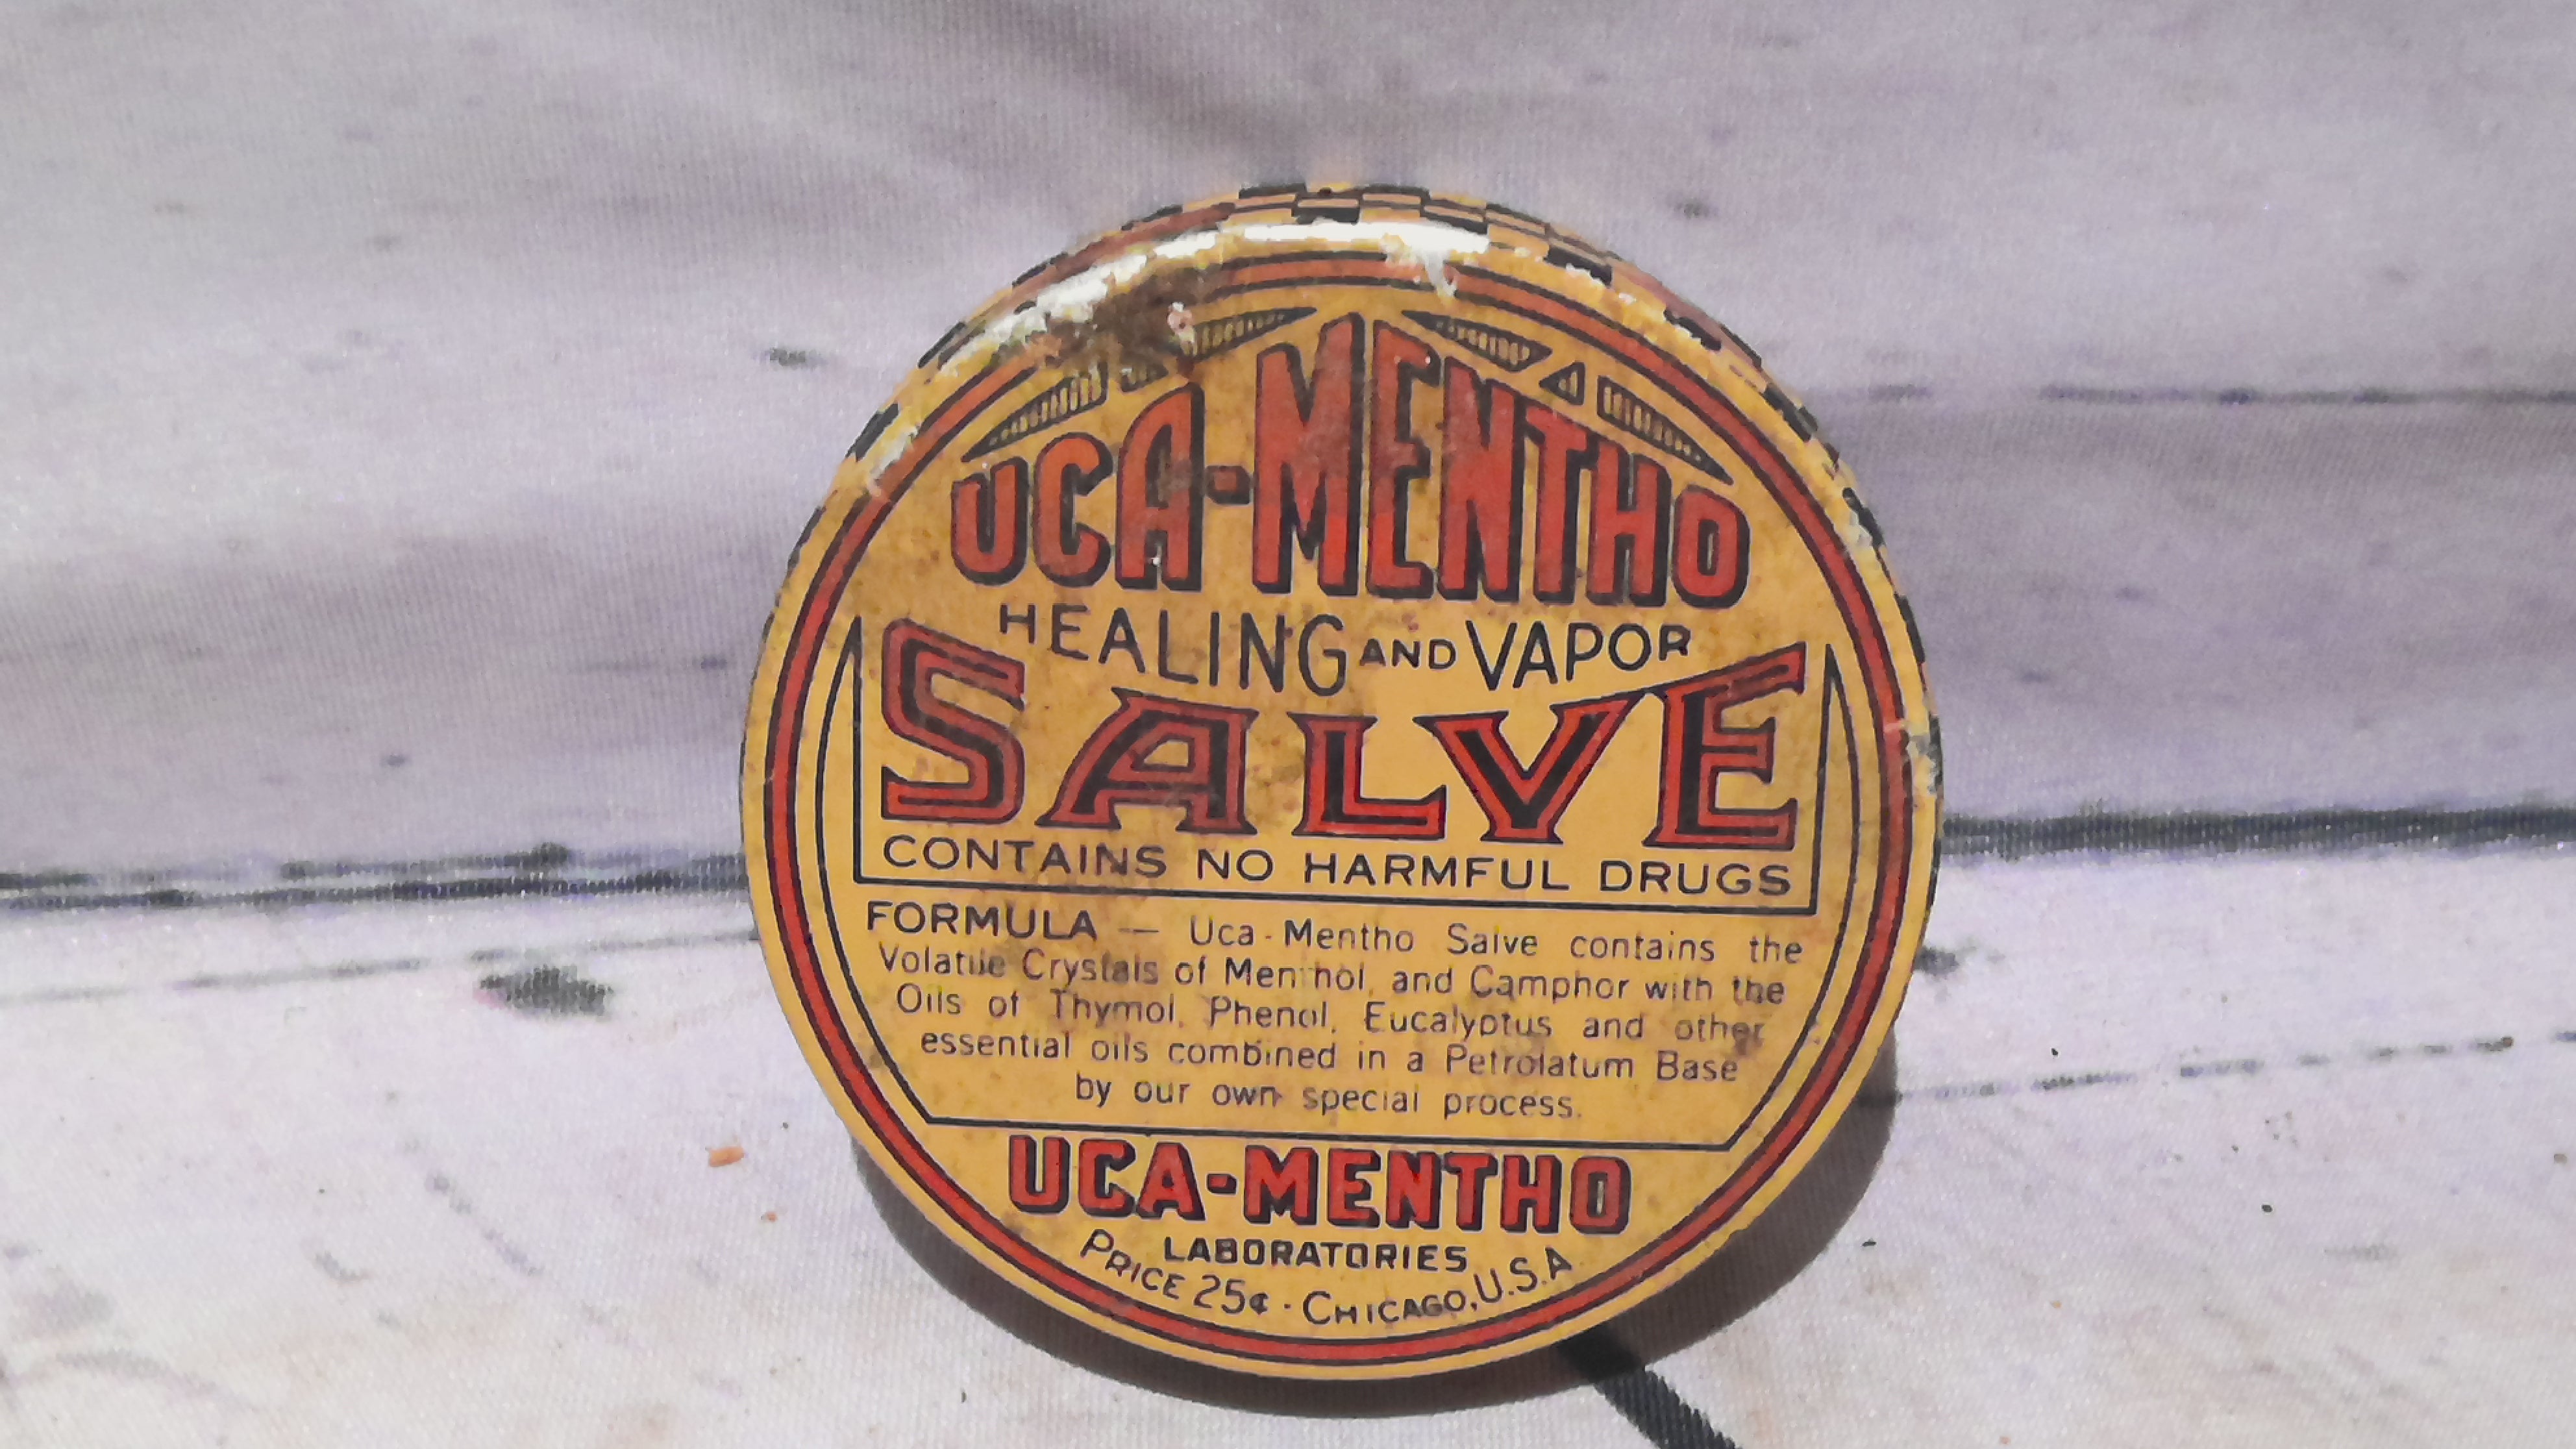 UCA-MENTHO
HEALING AND VAPOR
SALVE
CONTAINS NO HARMFUL DRUGS
FORMULA — Uca-Mentho Salve contains the
Volatile Crystals of Menthol, and Camphor with the
Oils of Thymol, Phenol, Eucalyptus and other
essential oils combined in a Petrolatum Base
by our own special process.
UCA-MENTHO
LABORATORIES
PRICE 25¢ · CHICAGO, U.S.A